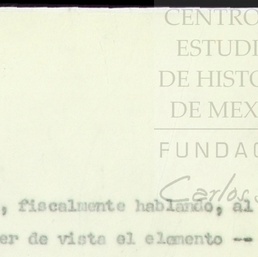 CENTRO
ESTUDI
DE HISTO
DE MEX
FUNDAC
Carlos S
, fiscalmente hablando, al
er de vista el elemento --